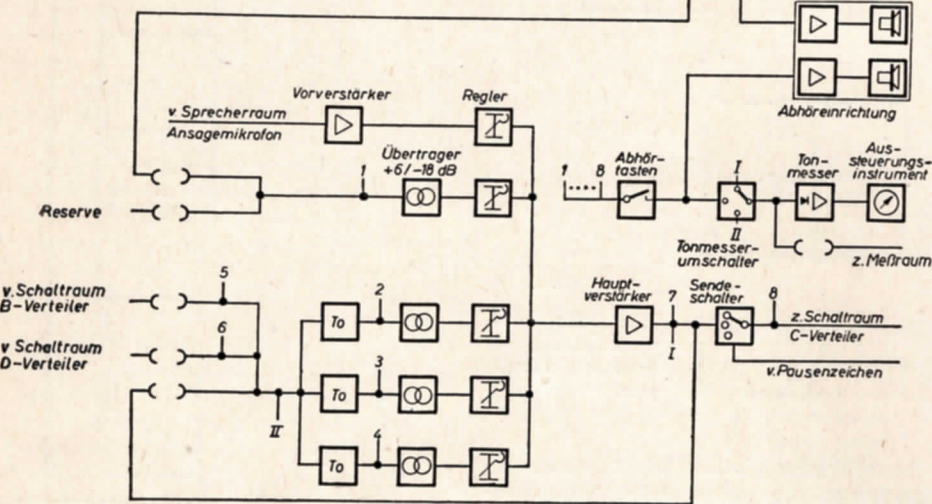 Abhöreinrichtung
Vorverstärker
Regler
v. Sprecherraum
Ansagemikrofon
Übertrager
+6/-18 dB
1
1 8
Abhör-
tasten
I
II
Tonmesser-
umschalter
Ton-
messer
Aus-
steuerungs-
instrument
Reserve
z. Meßraum
v. Schaltraum
B-Verteiler
5
6
v Schaltraum
D-Verteiler
II
To
2
To
3
To
4
Haupt-
verstärker
7
I
Sende-
schalter
8
z. Schaltraum
C-Verteiler
v. Pausenzeichen